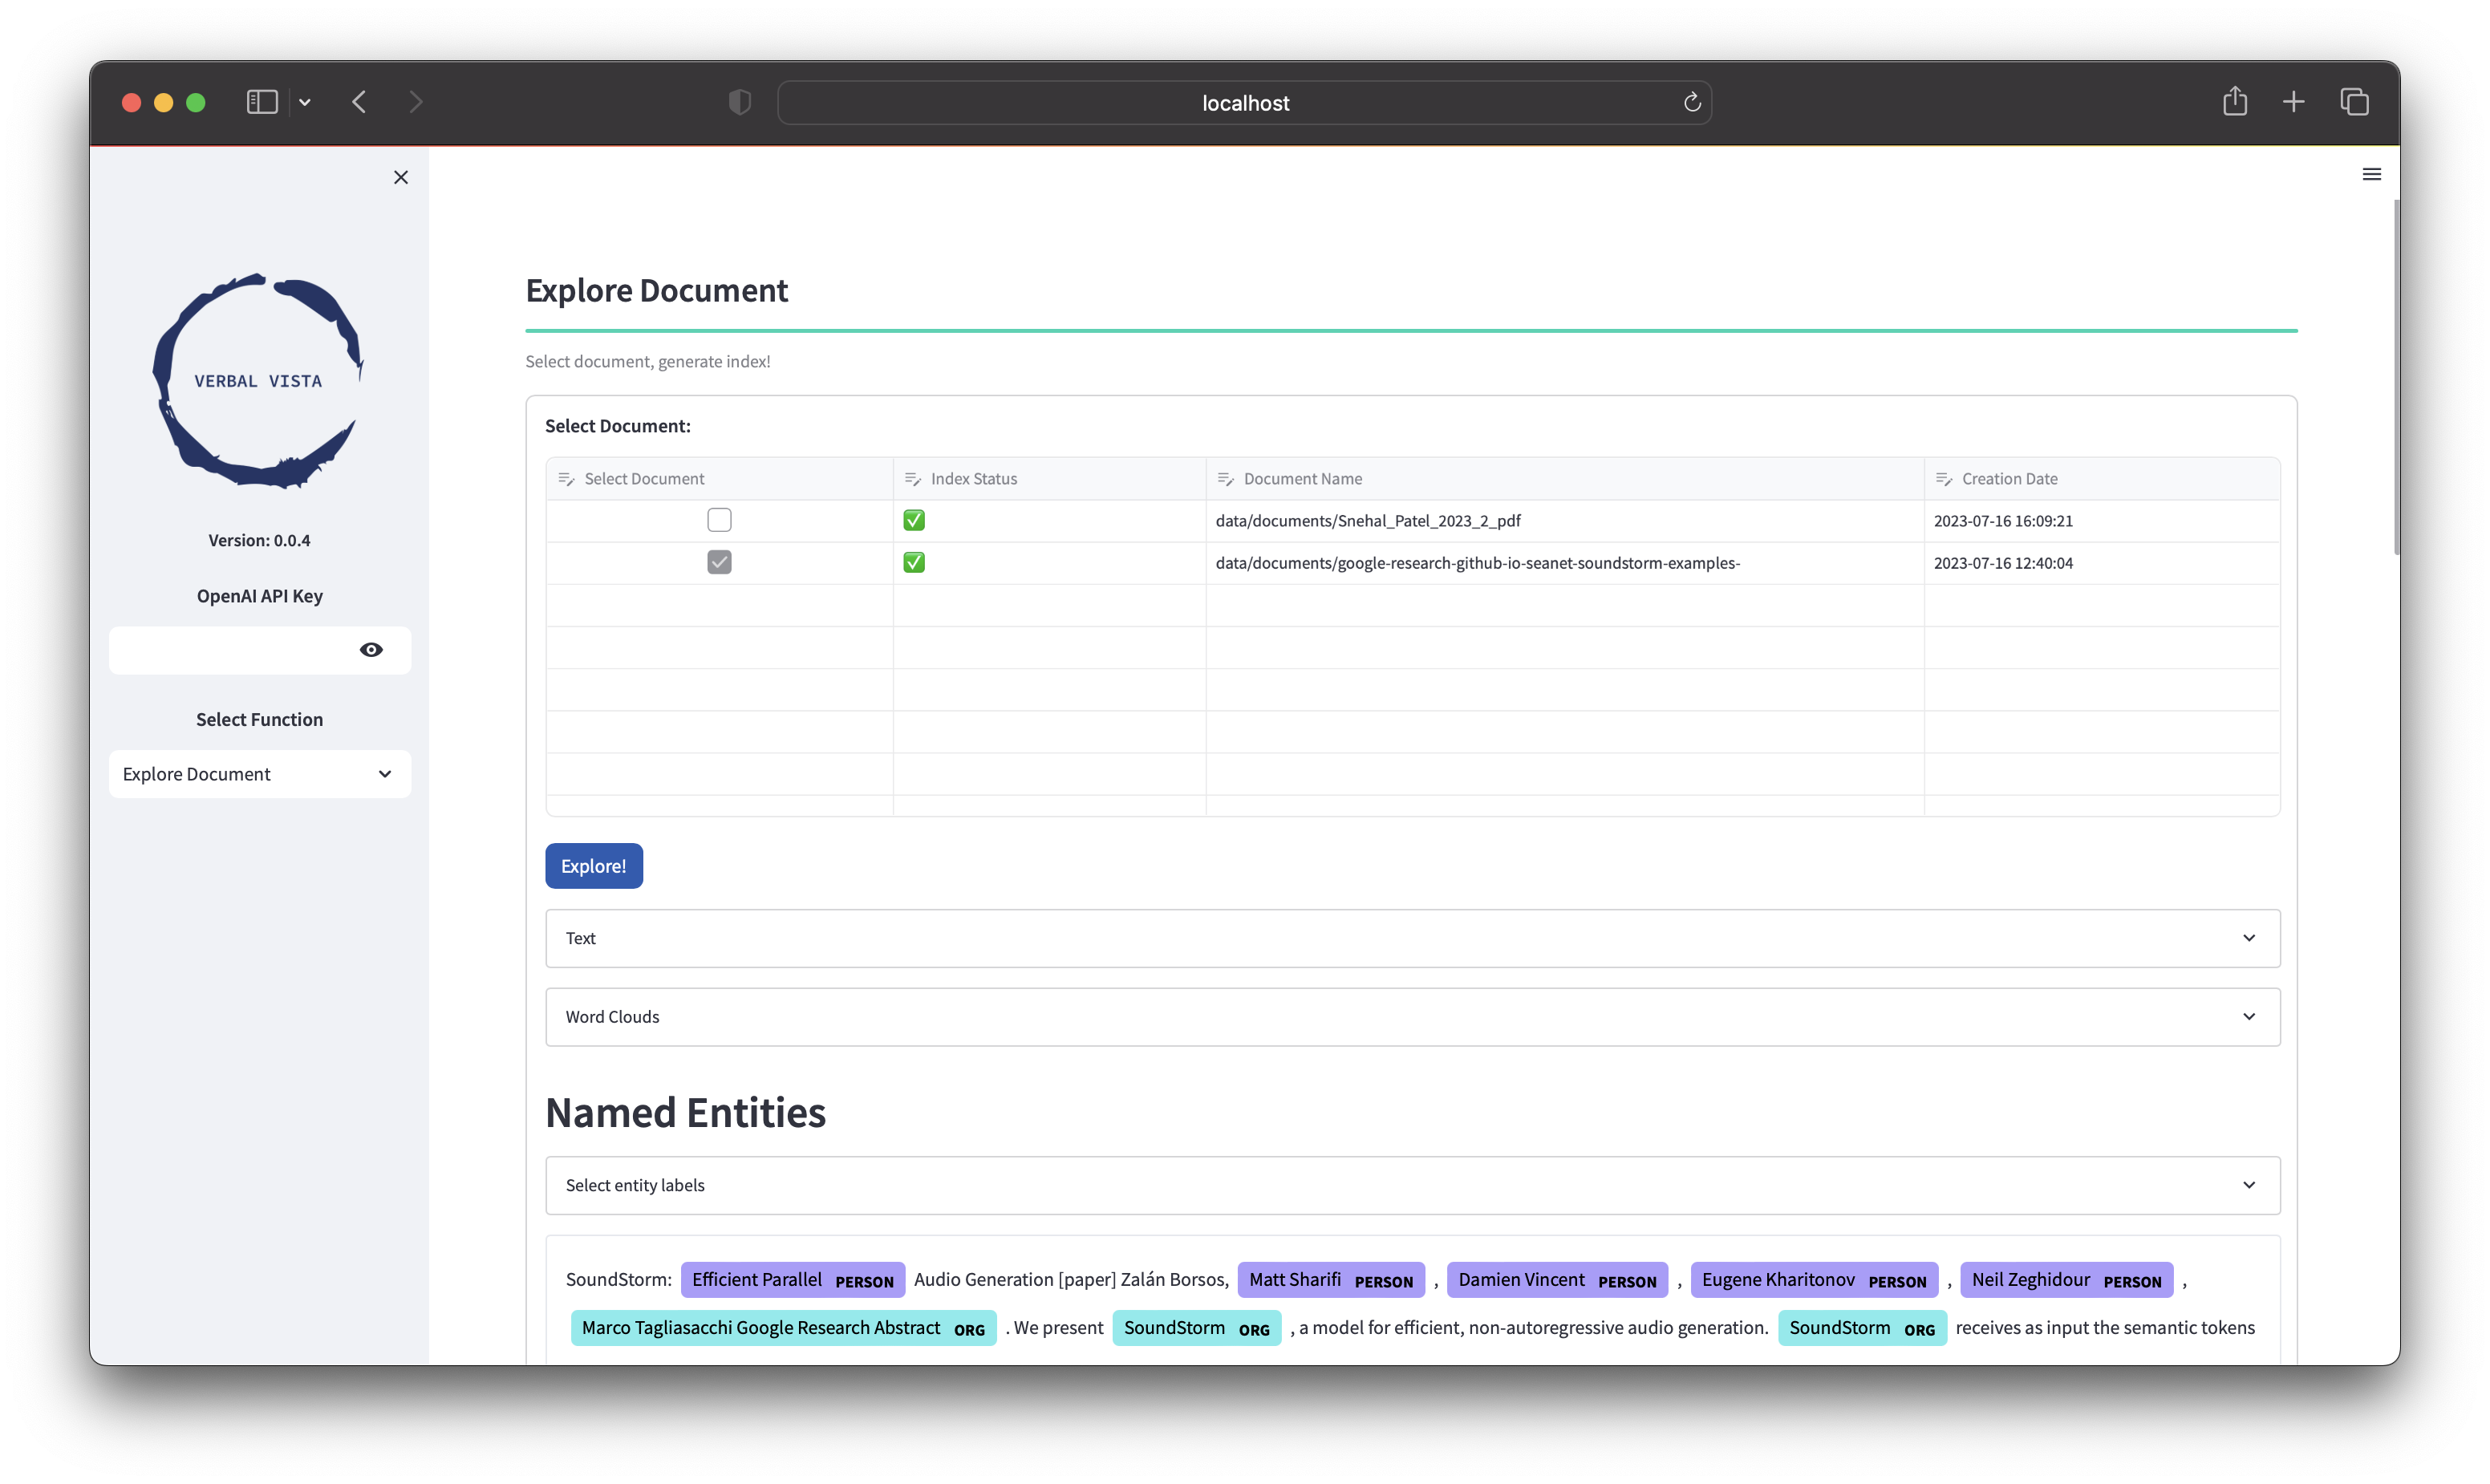 localhost
VERBAL VISTA
Version: 0.0.4
OpenAI API Key
Select Function
Explore Document
Explore Document
Select document, generate index!
Select Document:
Select Document Index Status Document Name Creation Date
data/documents/Snehal_Patel_2023_2_pdf 2023-07-16 16:09:21
data/documents/google-research-github-io-seanet-soundstorm-examples- 2023-07-16 12:40:04
Explore!
Text
Word Clouds
Named Entities
Select entity labels
SoundStorm: Efficient Parallel PERSON Audio Generation [paper] Zalán Borsos, Matt Sharifi PERSON , Damien Vincent PERSON , Eugene Kharitonov PERSON , Neil Zeghidour PERSON ,
Marco Tagliasacchi Google Research Abstract ORG . We present SoundStorm ORG , a model for efficient, non-autoregressive audio generation. SoundStorm ORG receives as input the semantic tokens